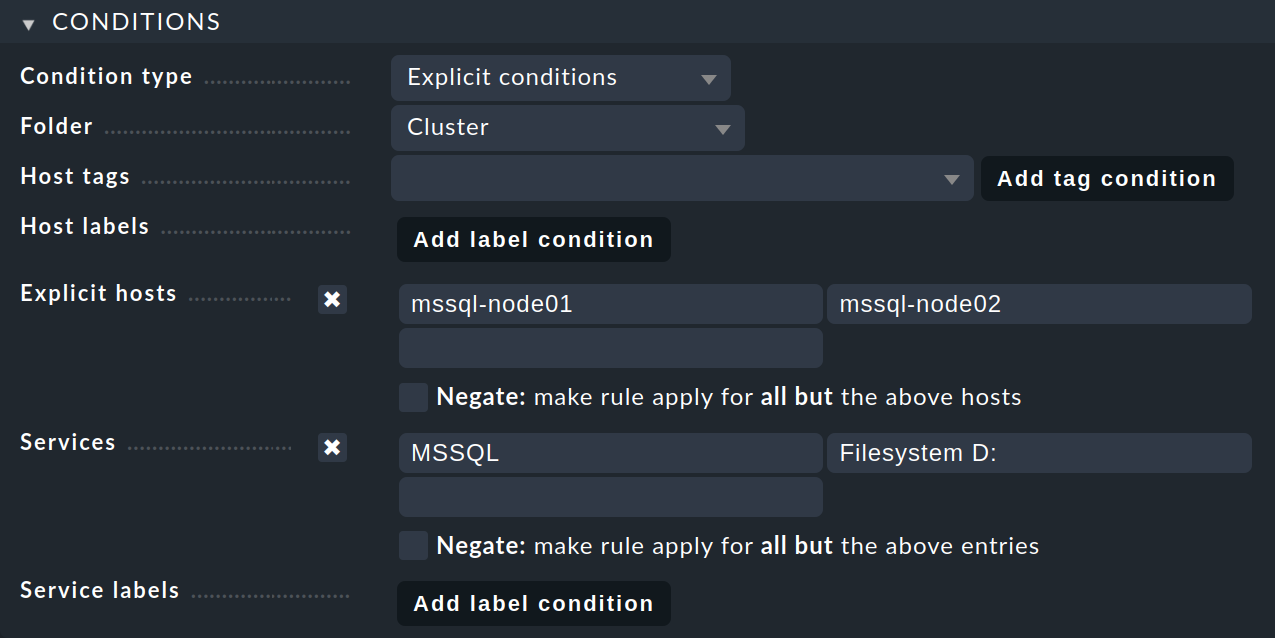 CONDITIONS
Condition type Explicit conditions
Folder Cluster
Host tags Add tag condition
Host labels Add label condition
Explicit hosts mssql-node01 mssql-node02
Negate: make rule apply for all but the above hosts
Services MSSQL Filesystem D:
Negate: make rule apply for all but the above entries
Service labels Add label condition